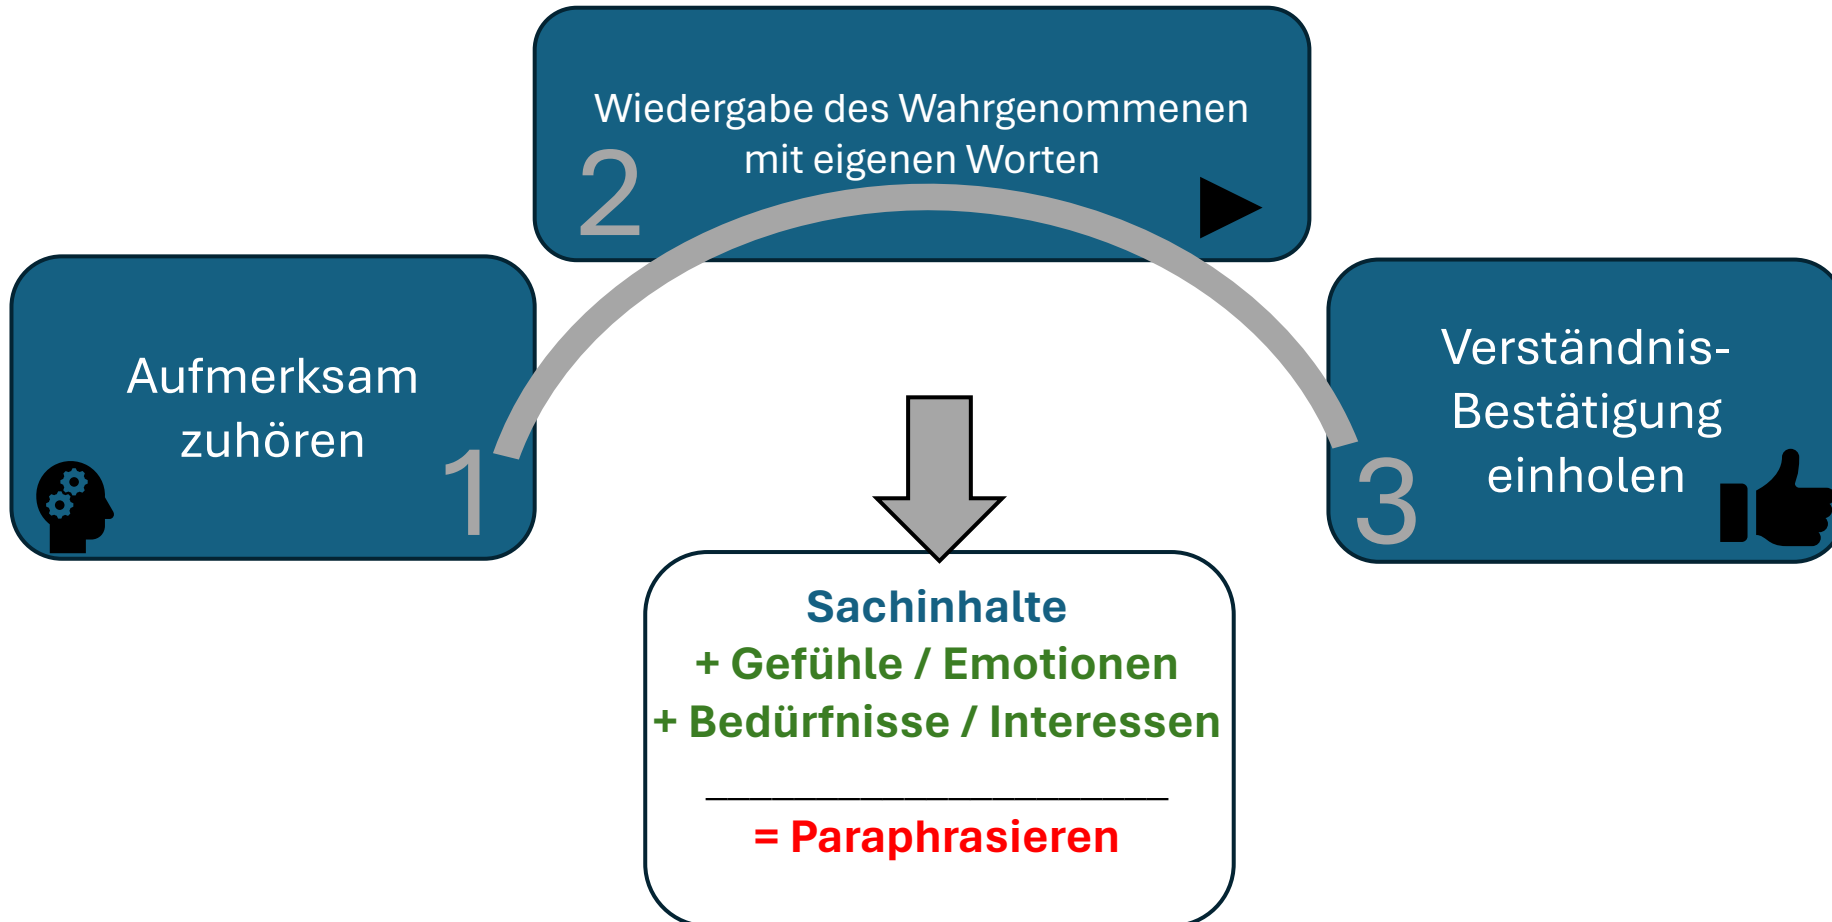 Wiedergabe des Wahrgenommenen
mit eigenen Worten
2
Aufmerksam
zuhören
1
Verständnis-
Bestätigung
einholen
3
Sachinhalte
+ Gefühle / Emotionen
+ Bedürfnisse / Interessen
= Paraphrasieren